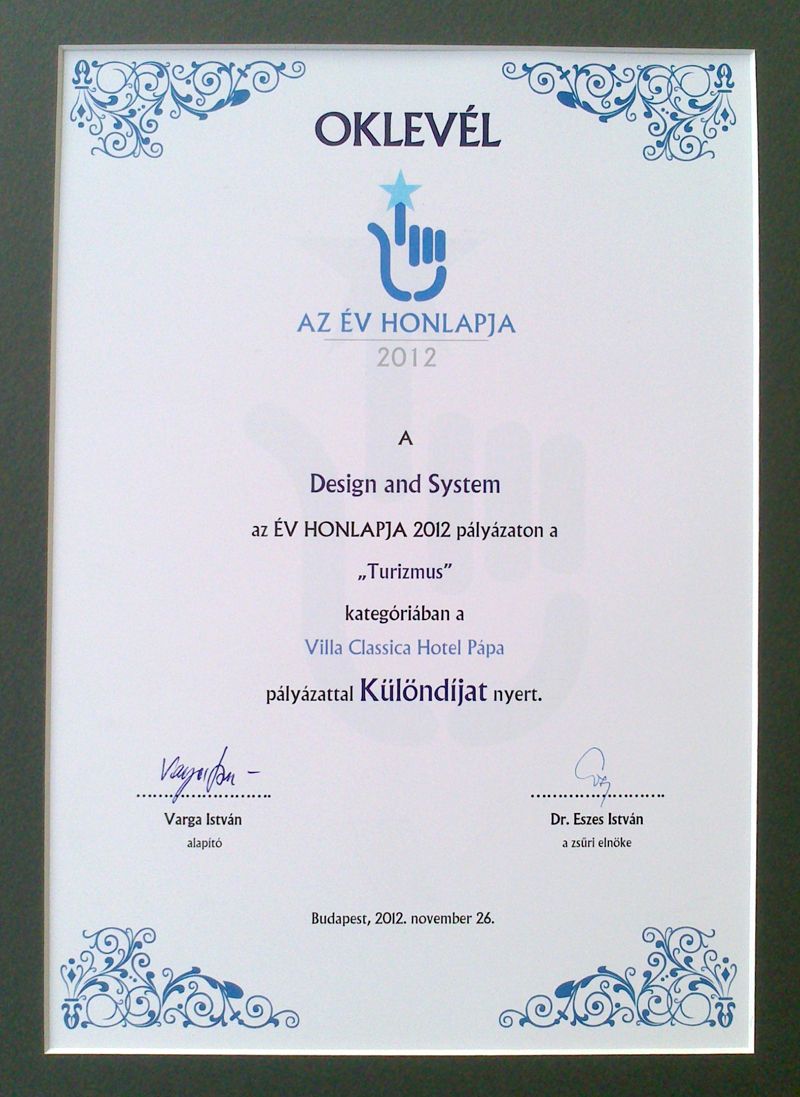 OKLEVÉL
AZ ÉV HONLAPJA
2012
A
Design and System
az ÉV HONLAPJA 2012 pályázaton a
„Turizmus”
kategóriában a
Villa Classica Hotel Pápa
pályázattal Különdíjat nyert.
Varga István
alapító
Dr. Eszes István
a zsűri elnöke
Budapest, 2012. november 26.